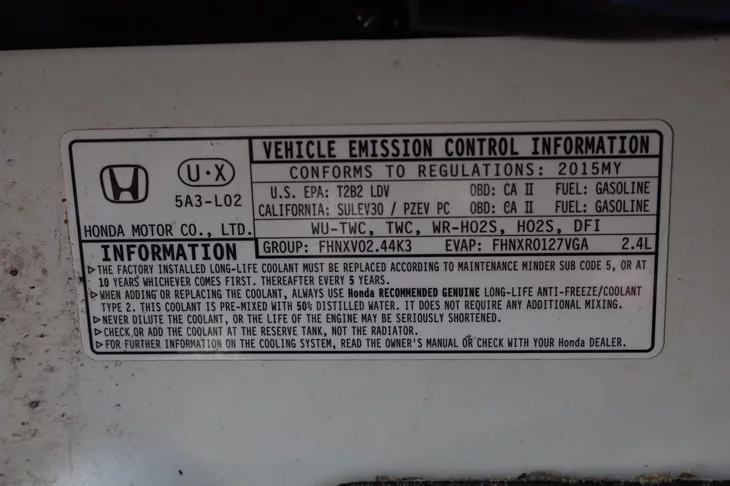 VEHICLE EMISSION CONTROL INFORMATION
CONFORMS TO REGULATIONS: 2015MY
U·X
5A3-L02
HONDA MOTOR CO., LTD.
U.S. EPA: T2B2 LDV OBD: CA II FUEL: GASOLINE
CALIFORNIA: SULEV30 / PZEV PC OBD: CA II FUEL: GASOLINE
WU-TWC, TWC, WR-HO2S, HO2S, DFI
GROUP: FHNXV02.44K3 EVAP: FHNXR0127VGA 2.4L
INFORMATION
▷THE FACTORY INSTALLED LONG-LIFE COOLANT MUST BE REPLACED ACCORDING TO MAINTENANCE MINDER SUB CODE 5, OR AT
10 YEARS WHICHEVER COMES FIRST. THEREAFTER EVERY 5 YEARS.
▷WHEN ADDING OR REPLACING THE COOLANT, ALWAYS USE Honda RECOMMENDED GENUINE LONG-LIFE ANTI-FREEZE/COOLANT
TYPE 2. THIS COOLANT IS PRE-MIXED WITH 50% DISTILLED WATER. IT DOES NOT REQUIRE ANY ADDITIONAL MIXING.
▷NEVER DILUTE THE COOLANT, OR THE LIFE OF THE ENGINE MAY BE SERIOUSLY SHORTENED.
▷CHECK OR ADD THE COOLANT AT THE RESERVE TANK, NOT THE RADIATOR.
▷FOR FURTHER INFORMATION ON THE COOLING SYSTEM, READ THE OWNER'S MANUAL OR CHECK WITH YOUR Honda DEALER.